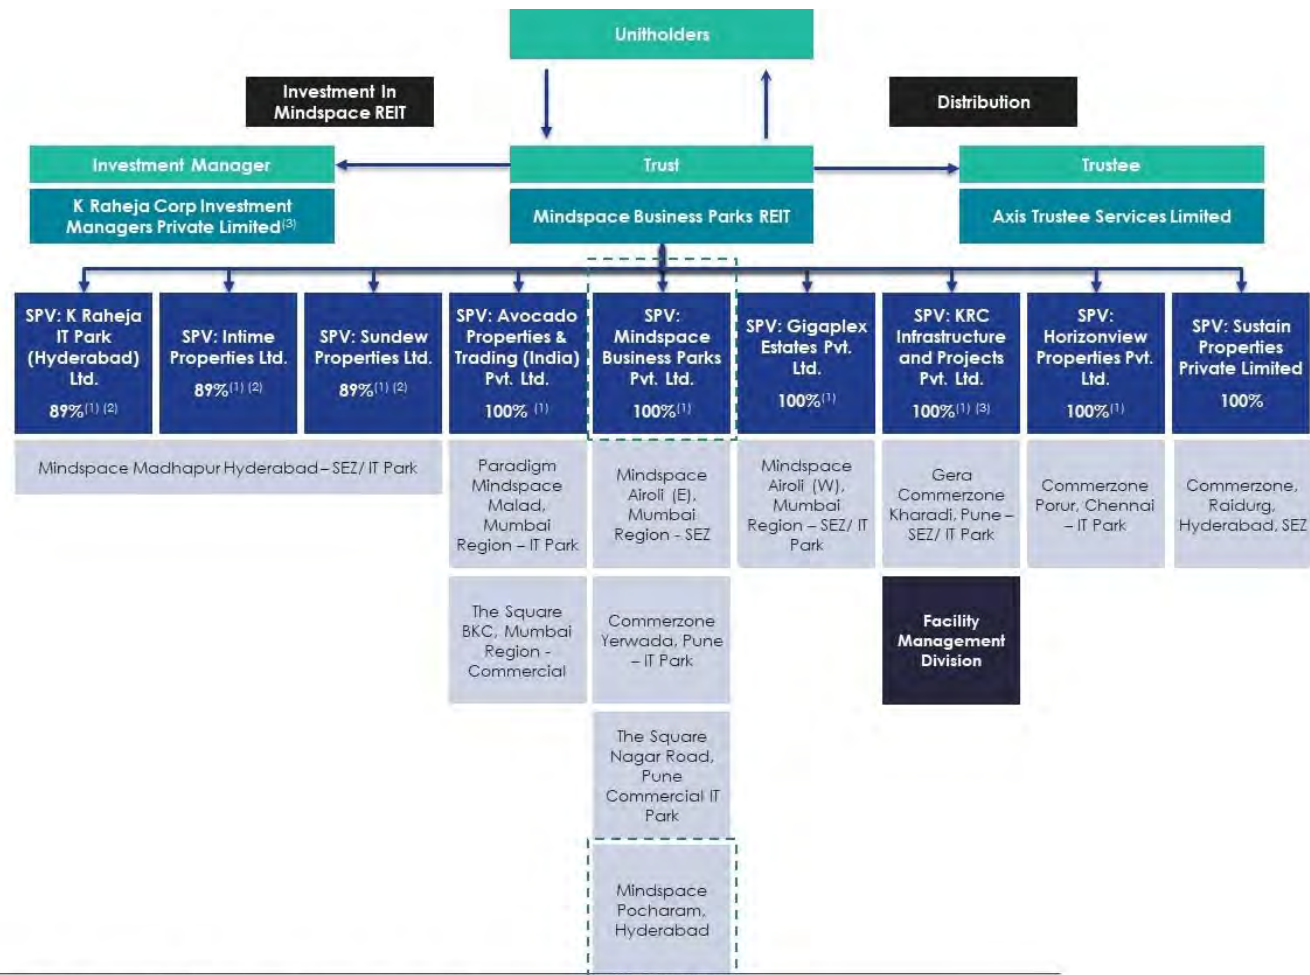 Unitholders
Investment In
Mindspace REIT
Distribution
Investment Manager
Trust
Trustee
K Raheja Corp Investment
Managers Private Limited(3)
Mindspace Business Parks REIT
Axis Trustee Services Limited
SPV: K Raheja
IT Park
(Hyderabad)
Ltd.
89%(1) (2)
SPV: Intime
Properties Ltd.
89%(1) (2)
SPV: Sundew
Properties Ltd.
89%(1) (2)
SPV: Avocado
Properties &
Trading (India)
Pvt. Ltd.
100% (1)
SPV:
Mindspace
Business Parks
Pvt. Ltd.
100%(1)
SPV: Gigaplex
Estates Pvt.
Ltd.
100%(1)
SPV: KRC
Infrastructure
and Projects
Pvt. Ltd.
100%(1) (3)
SPV:
Horizonview
Properties Pvt.
Ltd.
100%(1)
SPV: Sustain
Properties
Private Limited
100%
Mindspace Madhapur Hyderabad – SEZ/ IT Park
Paradigm
Mindspace
Malad,
Mumbai
Region – IT Park
Mindspace
Airoli (E),
Mumbai
Region - SEZ
Mindspace
Airoli (W),
Mumbai
Region – SEZ/ IT
Park
Gera
Commerzone
Kharadi, Pune –
SEZ/ IT Park
Commerzone
Porur, Chennai
– IT Park
Commerzone,
Raidurg,
Hyderabad, SEZ
The Square
BKC, Mumbai
Region -
Commercial
Commerzone
Yerwada, Pune
– IT Park
Facility
Management
Division
The Square
Nagar Road,
Pune
Commercial IT
Park
Mindspace
Pocharam,
Hyderabad